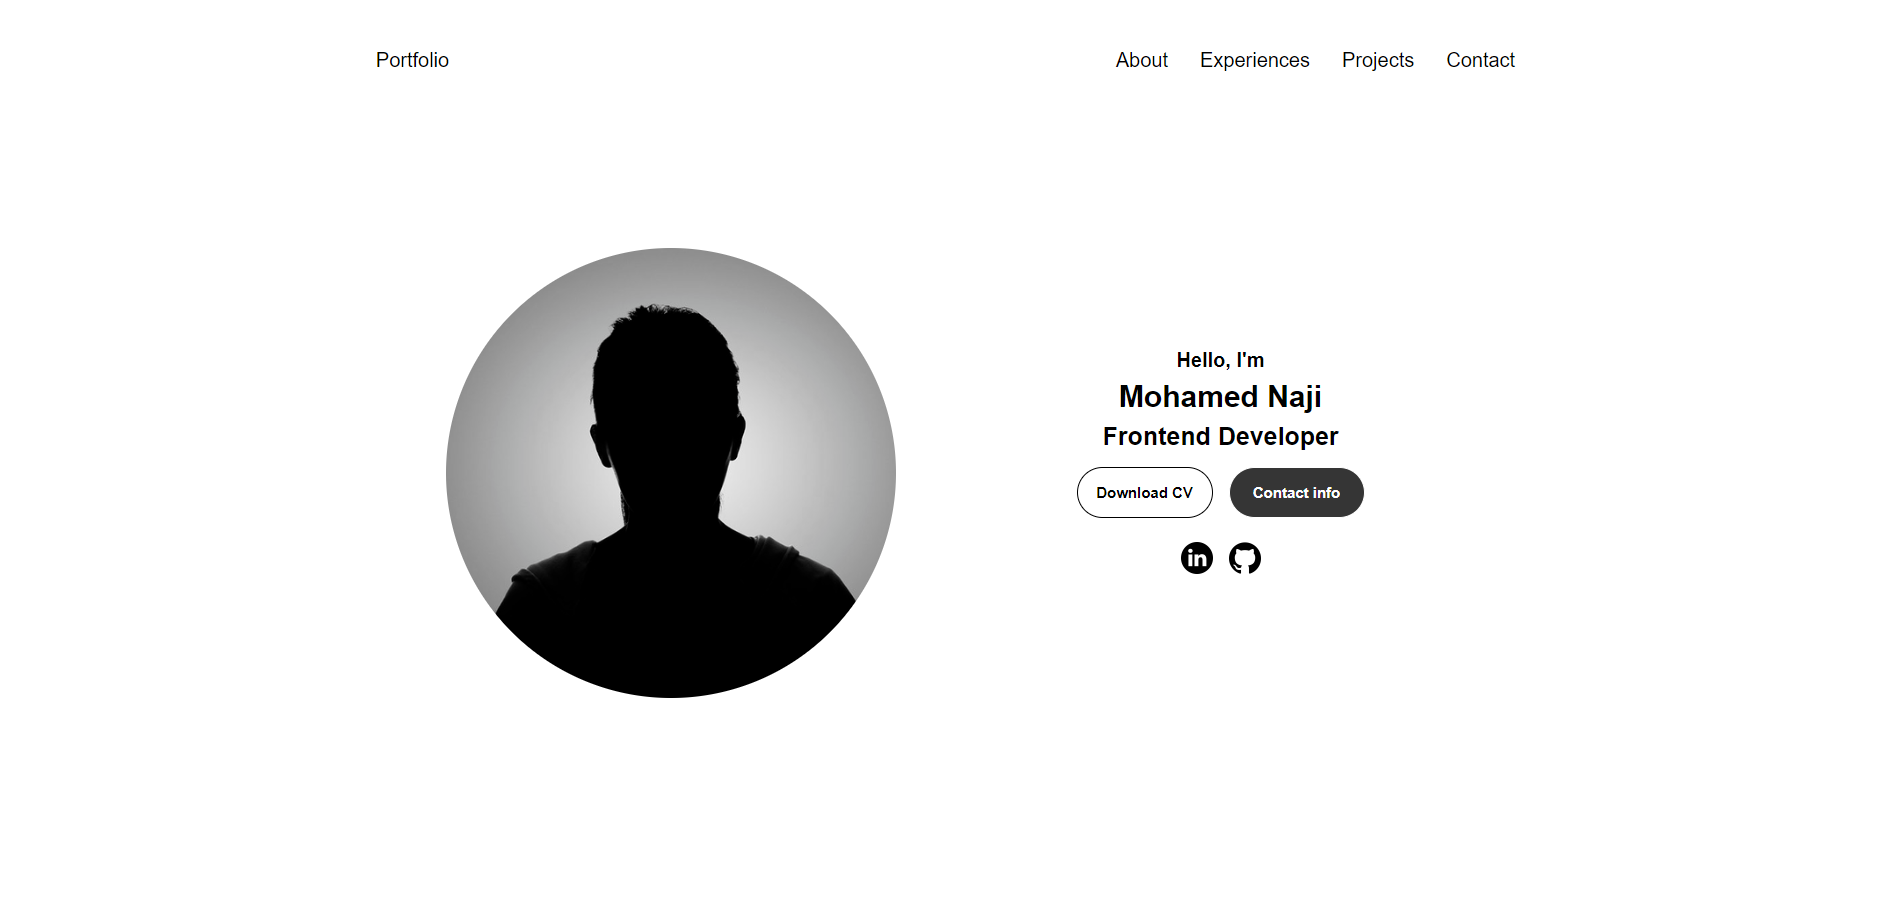 Portfolio
About Experiences Projects Contact
Hello, I'm
Mohamed Naji
Frontend Developer
Download CV Contact info
in